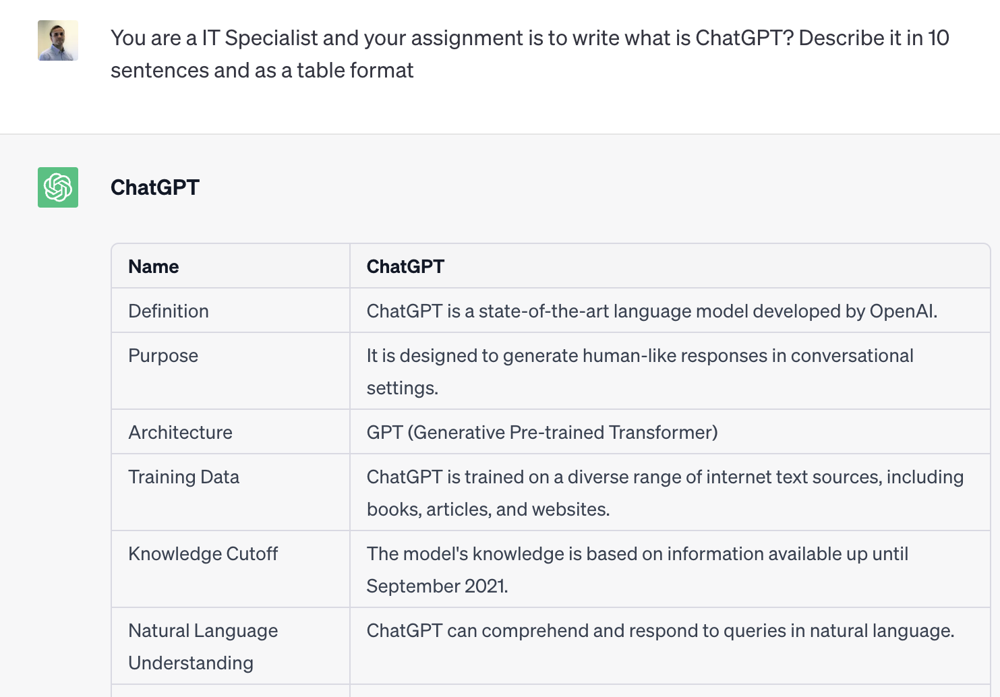 You are a IT Specialist and your assignment is to write what is ChatGPT? Describe it in 10
sentences and as a table format
ChatGPT
Name ChatGPT
Definition ChatGPT is a state-of-the-art language model developed by OpenAI.
Purpose It is designed to generate human-like responses in conversational
settings.
Architecture GPT (Generative Pre-trained Transformer)
Training Data ChatGPT is trained on a diverse range of internet text sources, including
books, articles, and websites.
Knowledge Cutoff The model's knowledge is based on information available up until
September 2021.
Natural Language ChatGPT can comprehend and respond to queries in natural language.
Understanding